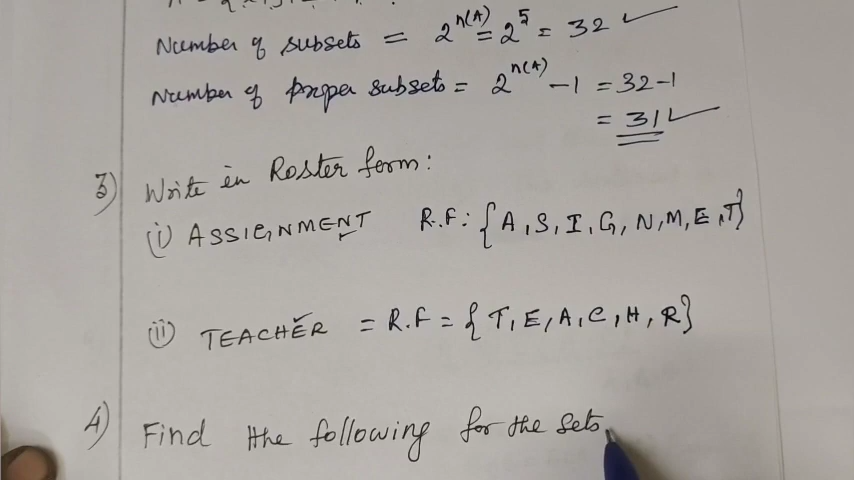 Number of subsets = 2^n(A) = 2^5 = 32 ✓
Number of proper subsets = 2^n(A) - 1 = 32-1
= 31 ✓
3) Write in Roster form:
(i) ASSIGNMENT R.F: {A,S,I,G,N,M,E,T}
(ii) TEACHER = R.F = {T,E,A,C,H,R}
4) Find the following for the sets